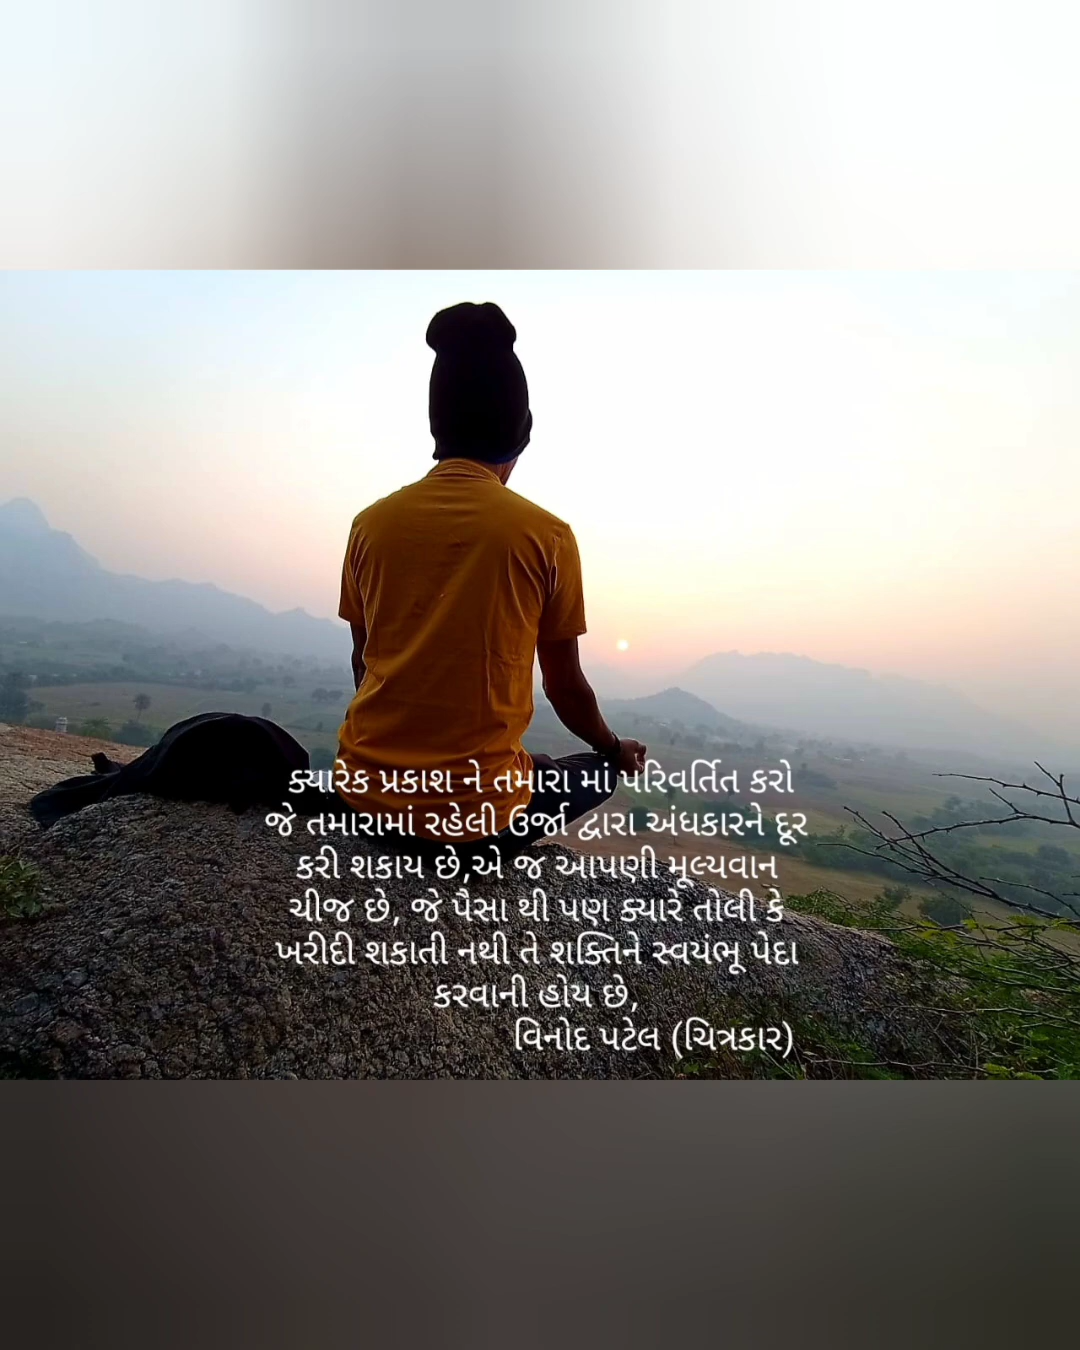 ક્યારેક પ્રકાશ ને તમારા માં પરિવર્તિત કરો
જે તમારામાં રહેલી ઉર્જા દ્વારા અંધકારને દૂર
કરી શકાય છે,એ જ આપણી મૂલ્યવાન
ચીજ છે, જે પૈસા થી પણ ક્યારે તોલી કે
ખરીદી શકાતી નથી તે શક્તિને સ્વયંભૂ પેદા
કરવાની હોય છે,
વિનોદ પટેલ (ચિત્રકાર)